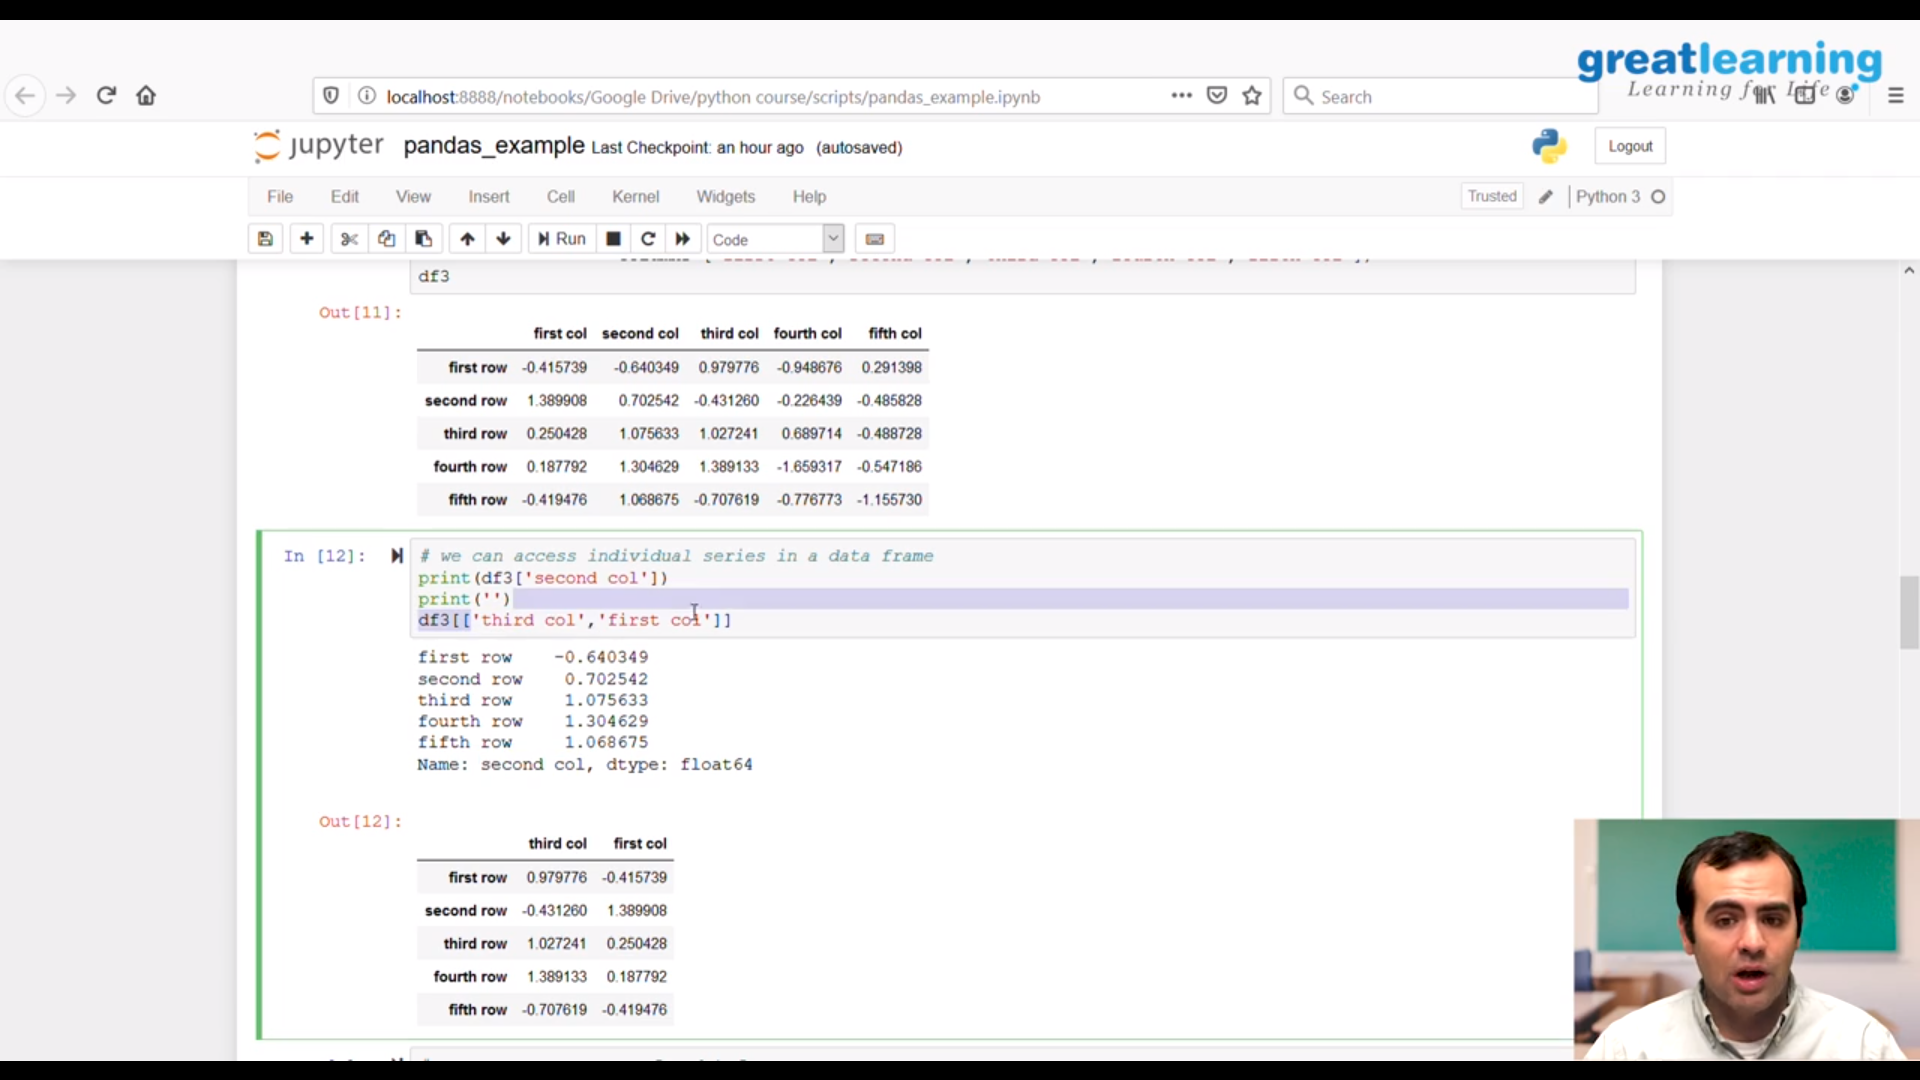 greatlearning
Learning for Life
localhost:8888/notebooks/Google Drive/python course/scripts/pandas_example.ipynb
Search
jupyter pandas_example Last Checkpoint: an hour ago (autosaved)
Logout
File Edit View Insert Cell Kernel Widgets Help
Trusted Python 3
Run Code
df3
Out[11]:
first col second col third col fourth col fifth col
first row -0.415739 -0.640349 0.979776 -0.948676 0.291398
second row 1.389908 0.702542 -0.431260 -0.226439 -0.485828
third row 0.250428 1.075633 1.027241 0.689714 -0.488728
fourth row 0.187792 1.304629 1.389133 -1.659317 -0.547186
fifth row -0.419476 1.068675 -0.707619 -0.776773 -1.155730
In [12]: # we can access individual series in a data frame
print(df3['second col'])
print('')
df3[['third col','first col']]
first row -0.640349
second row 0.702542
third row 1.075633
fourth row 1.304629
fifth row 1.068675
Name: second col, dtype: float64
Out[12]:
third col first col
first row 0.979776 -0.415739
second row -0.431260 1.389908
third row 1.027241 0.250428
fourth row 1.389133 0.187792
fifth row -0.707619 -0.419476